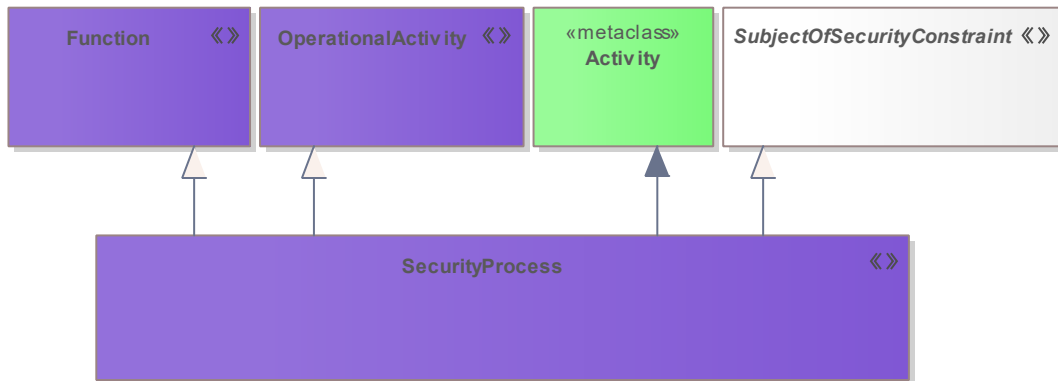 Function «»
OperationalActivity «»
«metaclass»
Activity
SubjectOfSecurityConstraint «»
SecurityProcess «»